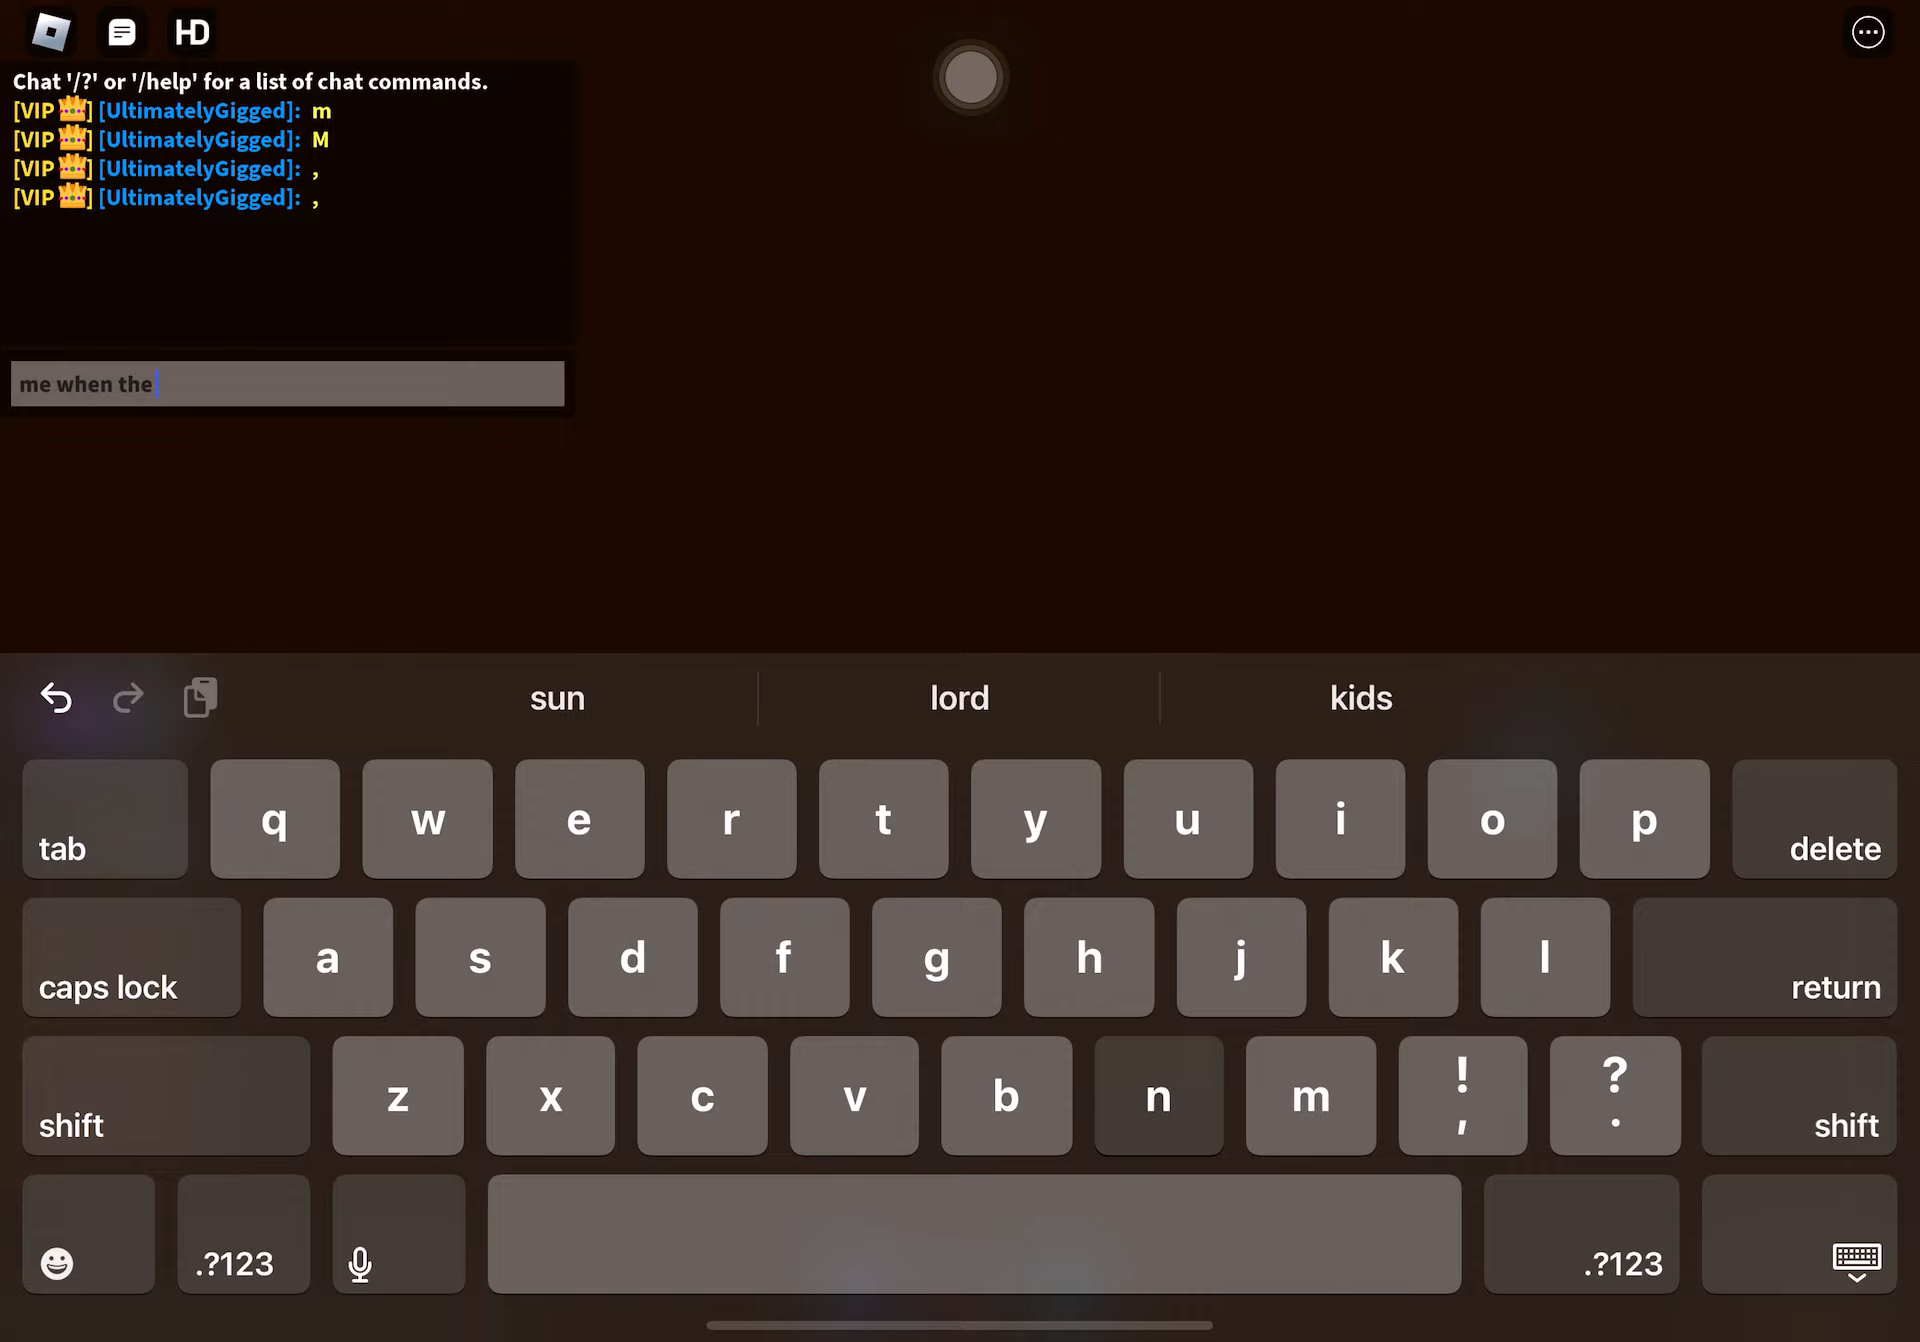 HD
Chat '/?' or '/help' for a list of chat commands.
[VIP👑] [UltimatelyGigged]: m
[VIP👑] [UltimatelyGigged]: M
[VIP👑] [UltimatelyGigged]: ,
[VIP👑] [UltimatelyGigged]: ,
me when the
sun lord kids
tab q w e r t y u i o p delete
caps lock a s d f g h j k l return
shift z x c v b n m ! , ? . shift
.?123 .?123